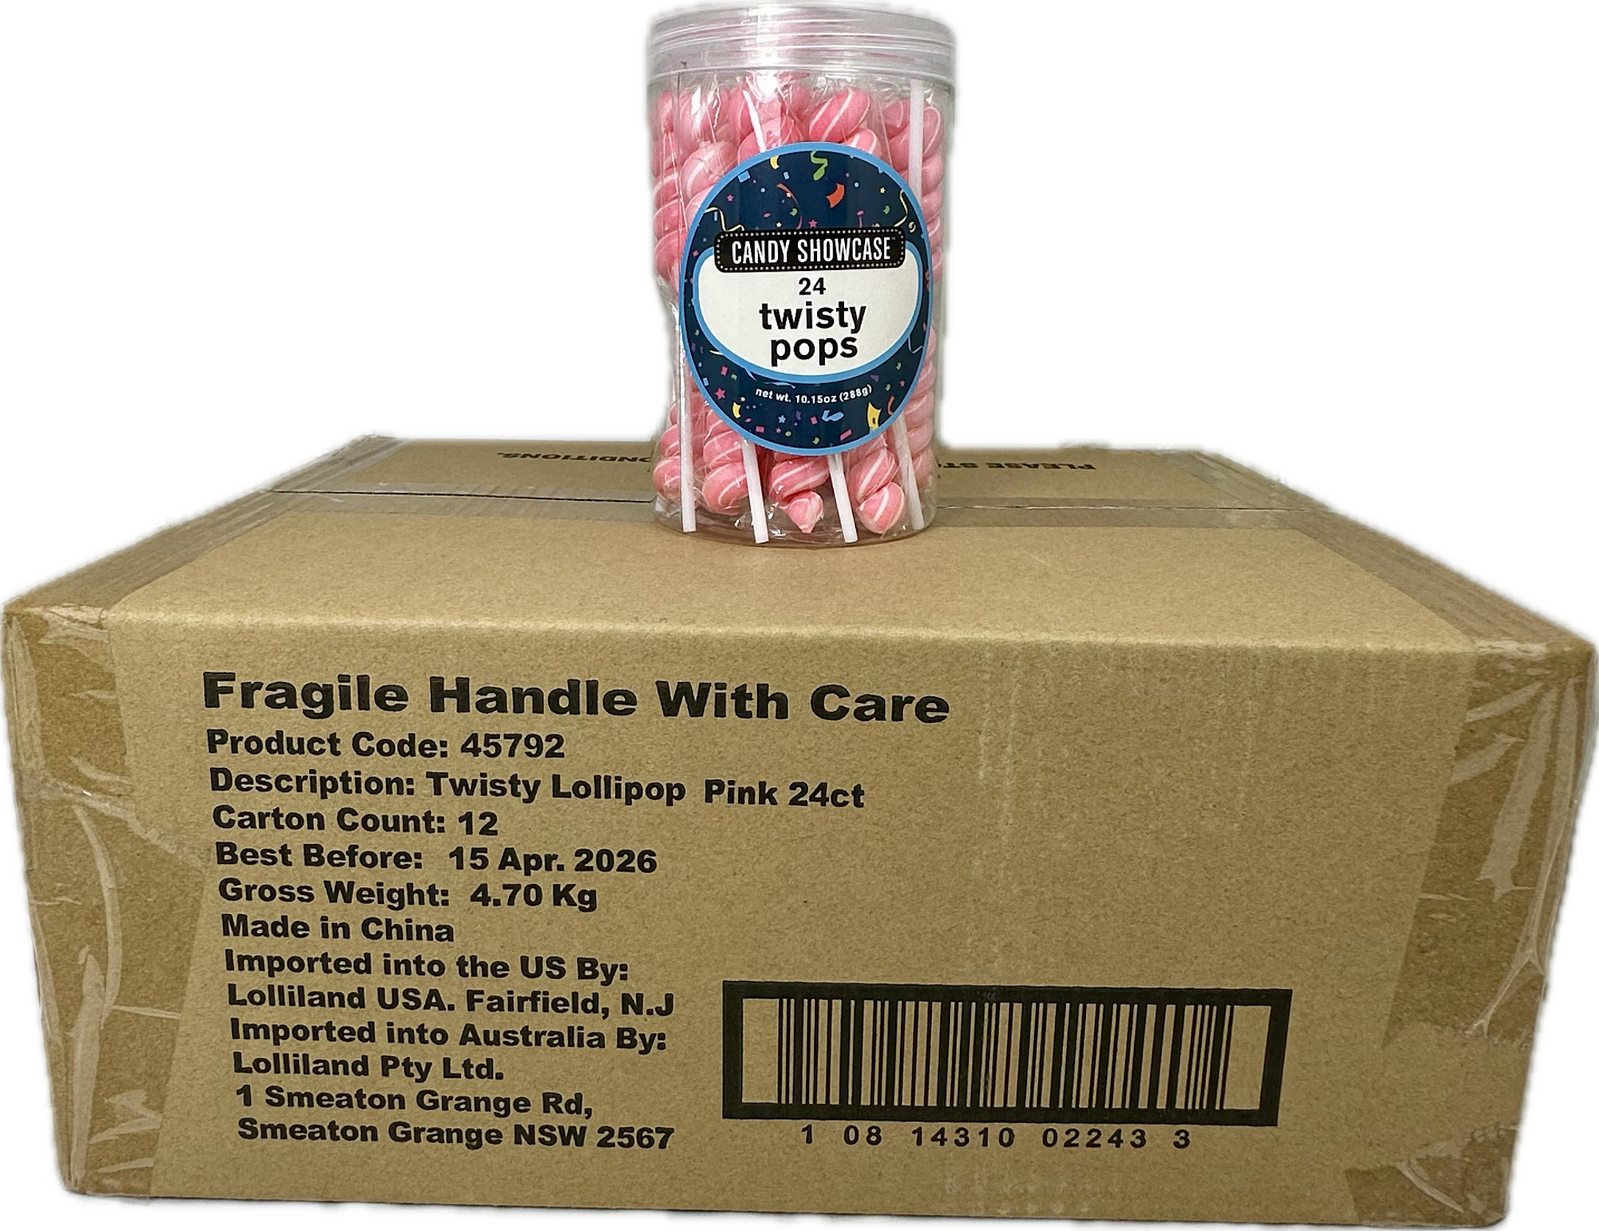 CANDY SHOWCASE
24
twisty
pops
net wt. 10.15oz (288g)
PLEASE
Fragile Handle With Care
Product Code: 45792
Description: Twisty Lollipop Pink 24ct
Carton Count: 12
Best Before: 15 Apr. 2026
Gross Weight: 4.70 Kg
Made in China
Imported into the US By:
Lolliland USA. Fairfield, N.J
Imported into Australia By:
Lolliland Pty Ltd.
1 Smeaton Grange Rd,
Smeaton Grange NSW 2567
1 08 14310 02243 3